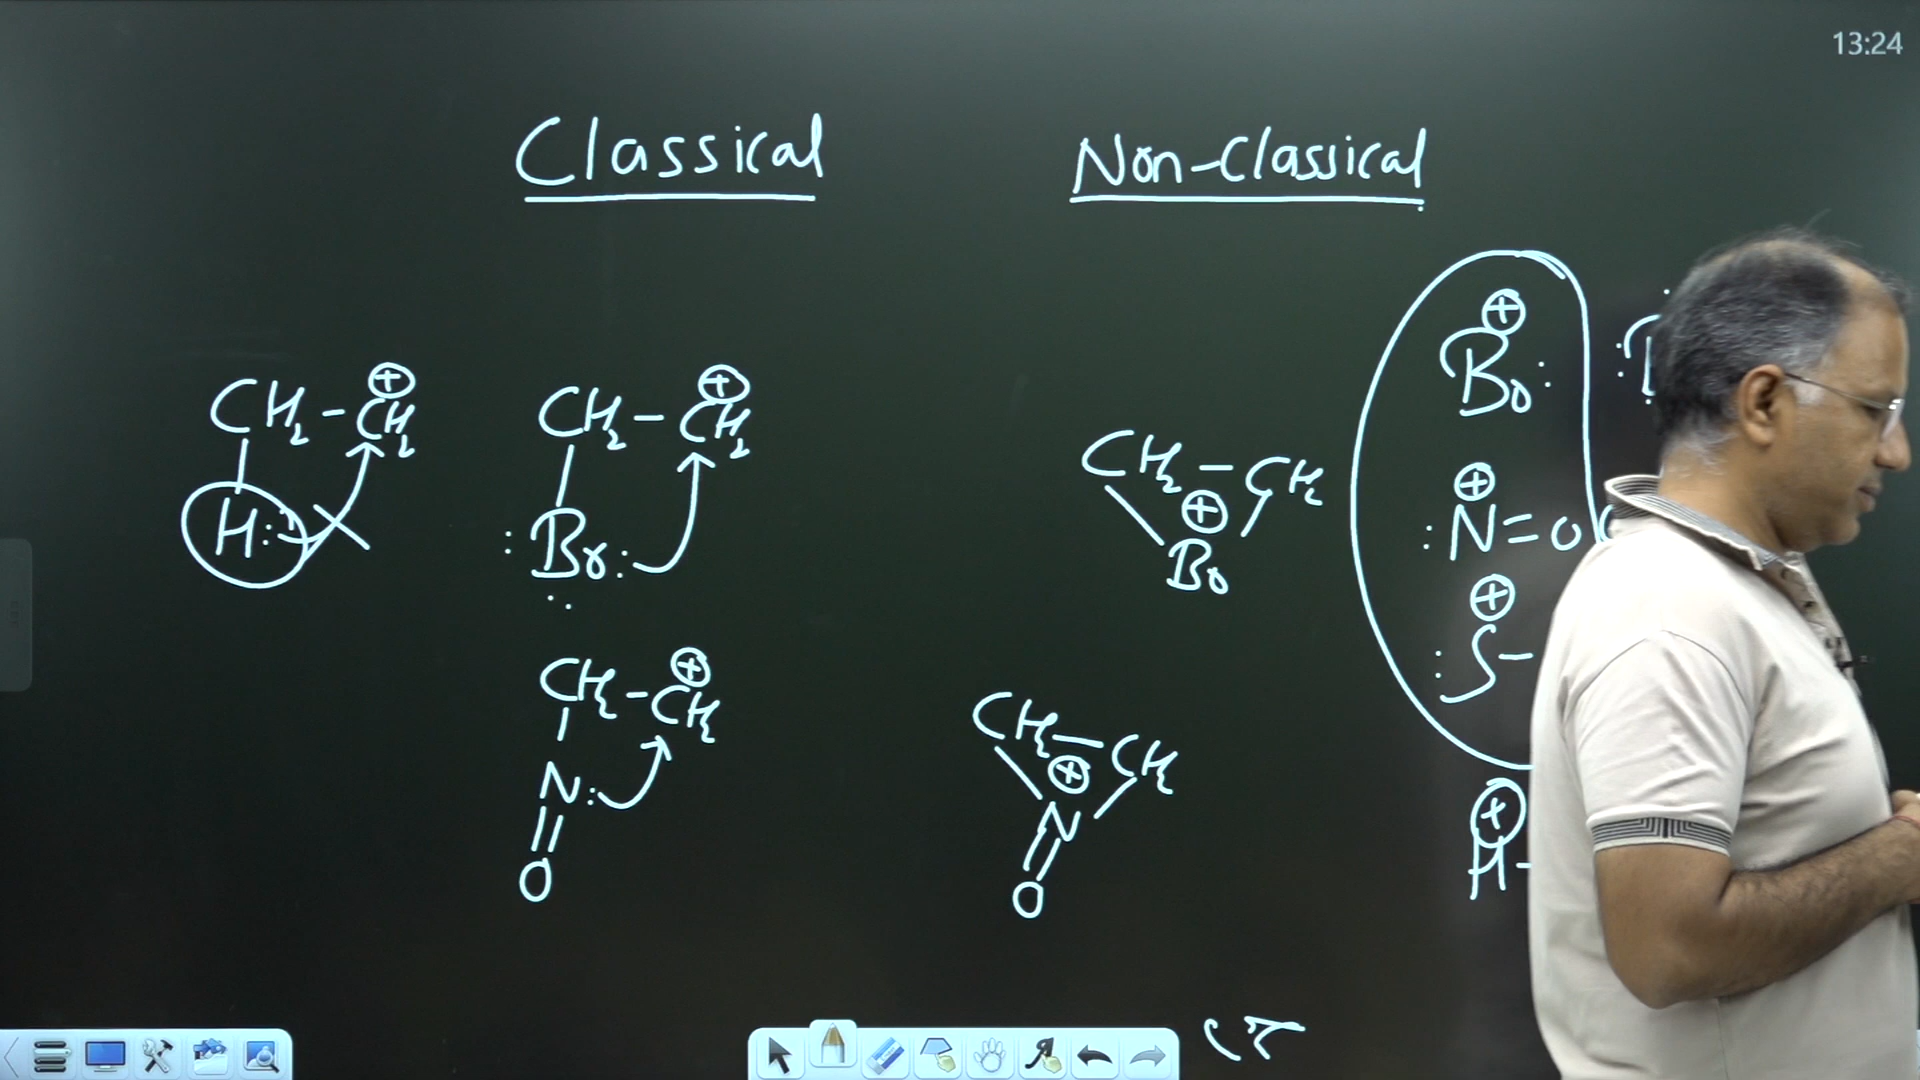 13:24
Classical
Non-Classical
CH2-CH2 ⊕
H:
CH2-CH2 ⊕
:Br:
CH2-CH2 ⊕
Br
⊕
Br:
⊕
:N=O
⊕
:S-
CH2-CH2 ⊕
N:
O
CH2-CH2 ⊕
N
O
⊕
H-